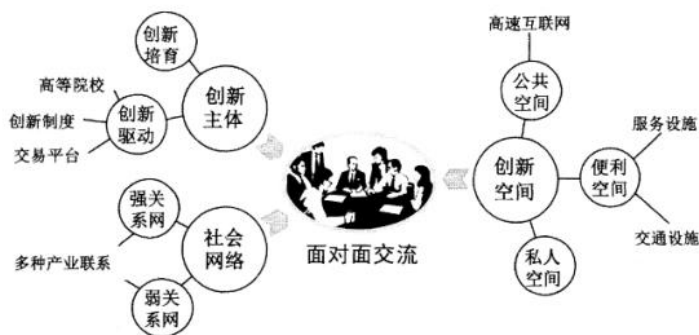 创新
培育
高等院校
创新制度
交易平台
创新
驱动
创新
主体
强关
系网
多种产业联系
弱关
系网
社会
网络
面对面交流
高速互联网
公共
空间
创新
空间
便利
空间
服务设施
交通设施
私人
空间